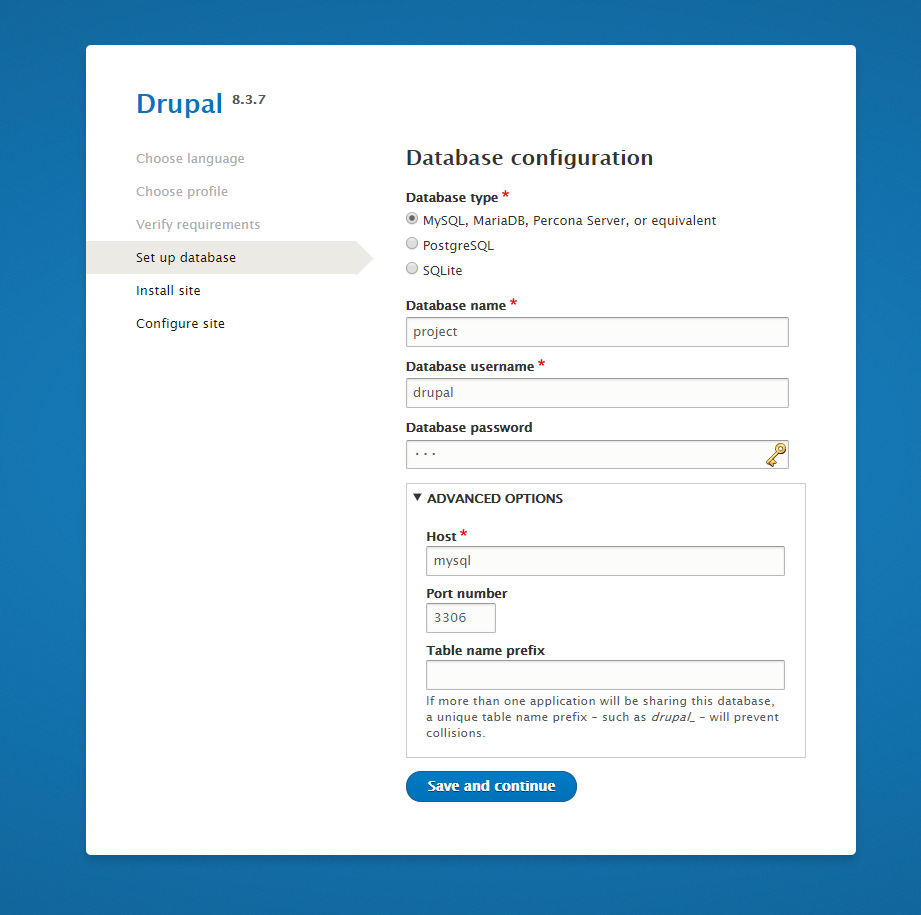 Drupal 8.3.7
Choose language
Choose profile
Verify requirements
Set up database
Install site
Configure site
Database configuration
Database type *
MySQL, MariaDB, Percona Server, or equivalent
PostgreSQL
SQLite
Database name *
project
Database username *
drupal
Database password
···
▼ ADVANCED OPTIONS
Host *
mysql
Port number
3306
Table name prefix
If more than one application will be sharing this database,
a unique table name prefix – such as drupal_ – will prevent
collisions.
Save and continue